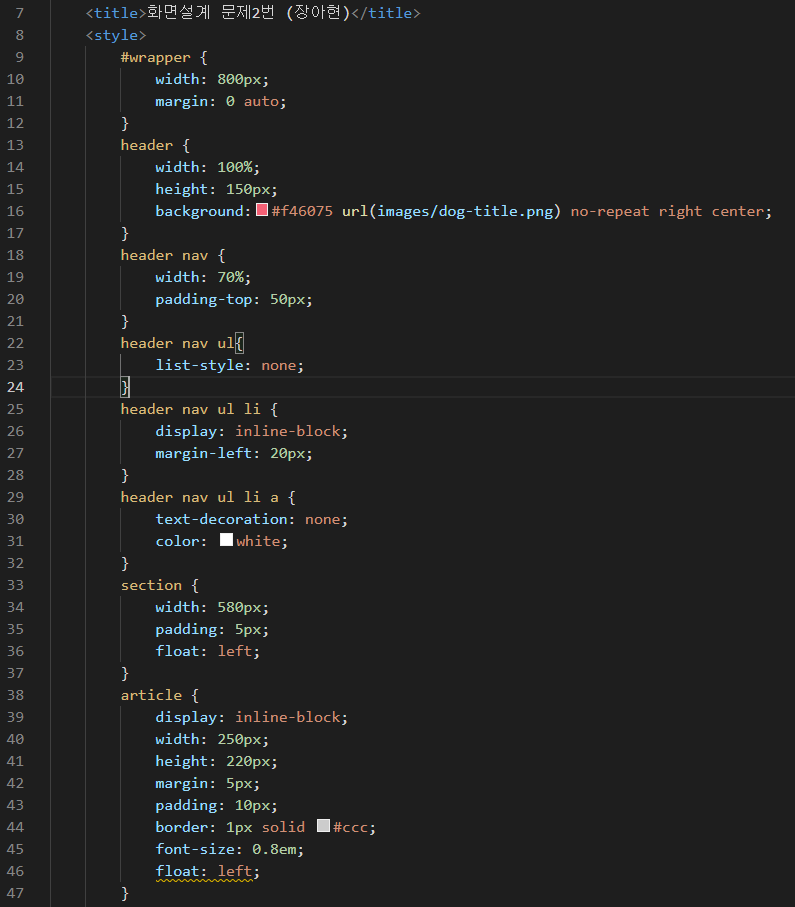 7 <title>화면설계 문제2번 (장아현)</title>
8 <style>
9 #wrapper {
10 width: 800px;
11 margin: 0 auto;
12 }
13 header {
14 width: 100%;
15 height: 150px;
16 background: #f46075 url(images/dog-title.png) no-repeat right center;
17 }
18 header nav {
19 width: 70%;
20 padding-top: 50px;
21 }
22 header nav ul{
23 list-style: none;
24 }
25 header nav ul li {
26 display: inline-block;
27 margin-left: 20px;
28 }
29 header nav ul li a {
30 text-decoration: none;
31 color: white;
32 }
33 section {
34 width: 580px;
35 padding: 5px;
36 float: left;
37 }
38 article {
39 display: inline-block;
40 width: 250px;
41 height: 220px;
42 margin: 5px;
43 padding: 10px;
44 border: 1px solid #ccc;
45 font-size: 0.8em;
46 float: left;
47 }